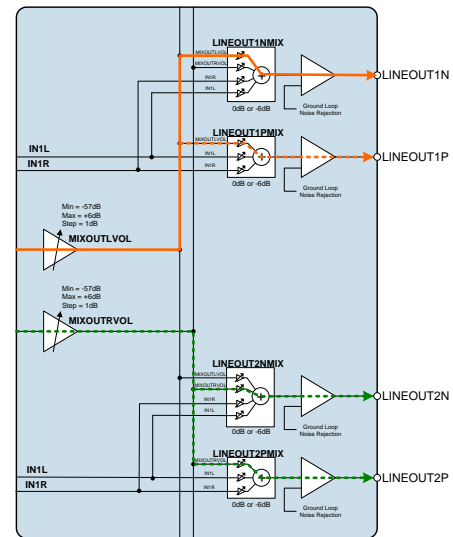 LINEOUT1NMIX
MIXOUTLVOL
MIXOUTRVOL
IN1R
IN1L
0dB or -6dB
Ground Loop
Noise Rejection
LINEOUT1N
LINEOUT1PMIX
MIXOUTLVOL
IN1L
IN1R
0dB or -6dB
Ground Loop
Noise Rejection
LINEOUT1P
IN1L
IN1R
Min = -57dB
Max = +6dB
Step = 1dB
MIXOUTLVOL
Min = -57dB
Max = +6dB
Step = 1dB
MIXOUTRVOL
LINEOUT2NMIX
MIXOUTLVOL
MIXOUTRVOL
IN1R
IN1L
0dB or -6dB
Ground Loop
Noise Rejection
LINEOUT2N
LINEOUT2PMIX
MIXOUTRVOL
IN1L
IN1R
0dB or -6dB
Ground Loop
Noise Rejection
LINEOUT2P
IN1L
IN1R